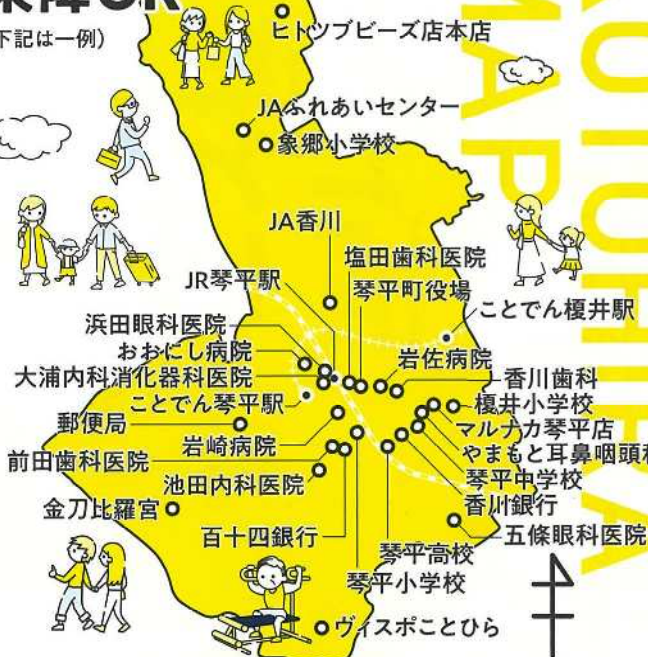 下記は一例）
ヒトツブビーズ店本店
JAふれあいセンター
象郷小学校
JA香川
塩田歯科医院
JR琴平駅
琴平町役場
ことでん榎井駅
浜田眼科医院
おおにし病院
岩佐病院
大浦内科消化器科医院
香川歯科
ことでん琴平駅
榎井小学校
郵便局
マルナカ琴平店
岩崎病院
やまもと耳鼻咽頭科
前田歯科医院
琴平中学校
池田内科医院
香川銀行
金刀比羅宮
百十四銀行
五條眼科医院
琴平高校
琴平小学校
ヴィスポことひら
KOTOHIRA
MAP